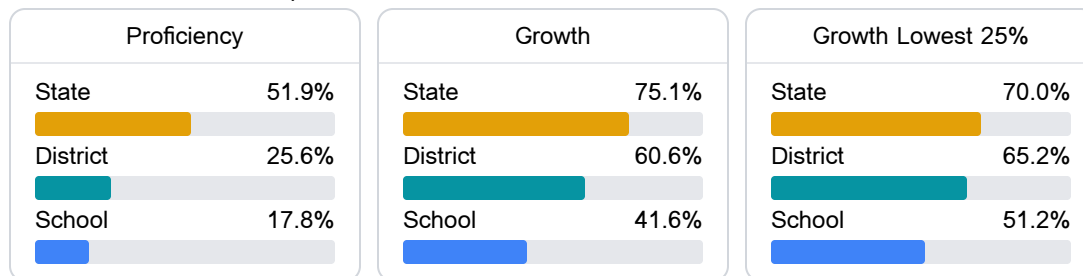 Proficiency
State 51.9%
District 25.6%
School 17.8%
Growth
State 75.1%
District 60.6%
School 41.6%
Growth Lowest 25%
State 70.0%
District 65.2%
School 51.2%